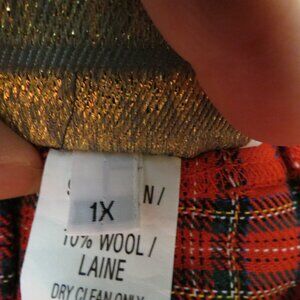 1X
10% WOOL /
LAINE
DRY CLEAN ONLY